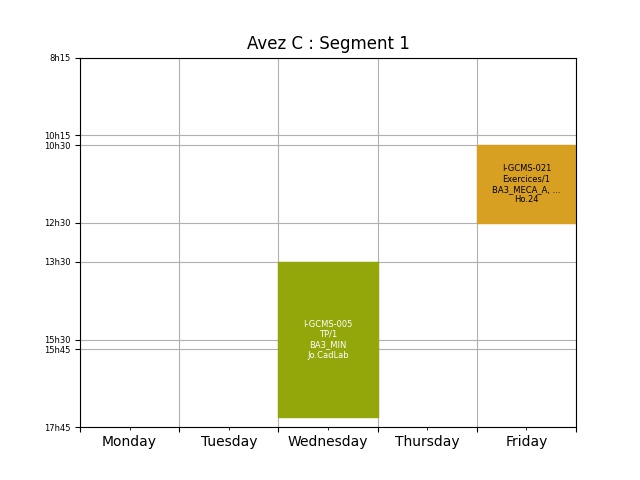 Avez C : Segment 1
8h15
10h15
10h30
12h30
13h30
15h30
15h45
17h45
I-GCMS-021
Exercices/1
BA3_MECA_A, ...
Ho.24
I-GCMS-005
TP/1
BA3_MIN
Jo.CadLab
Monday
Tuesday
Wednesday
Thursday
Friday